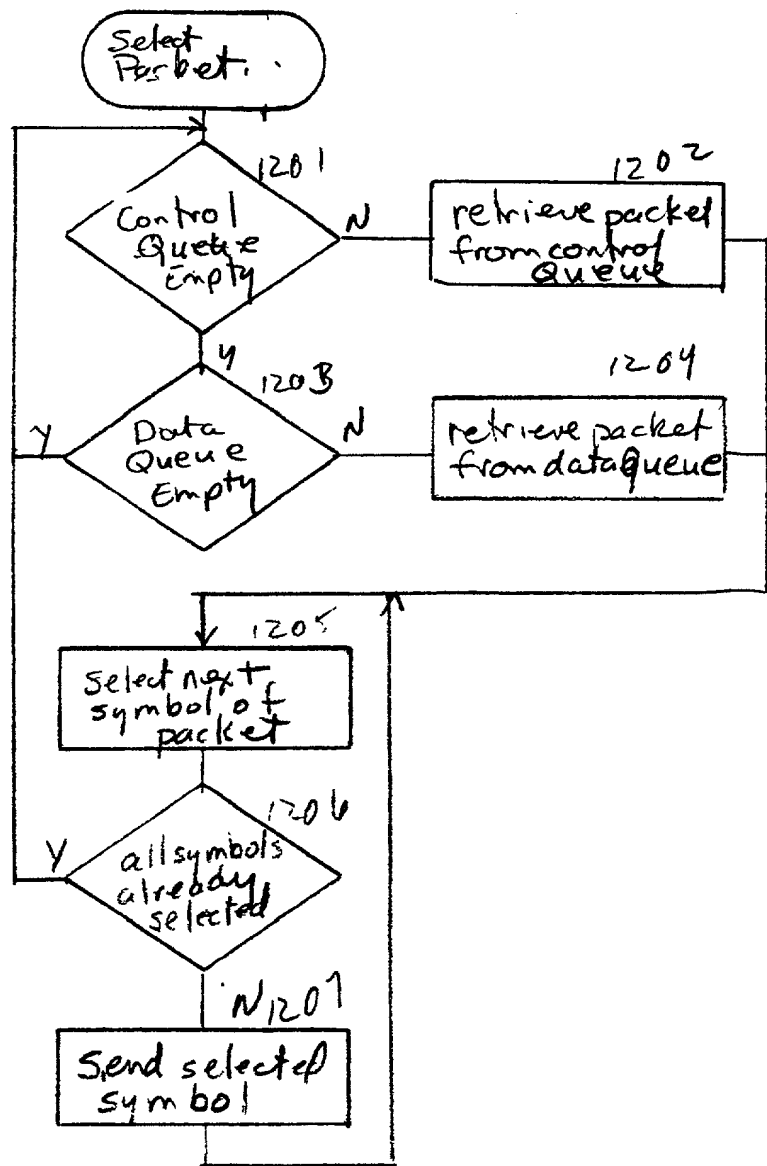 Select
Packet
1201
Control
Queue
Empty
N
1202
retrieve packet
from control
Queue
Y
1203
Data
Queue
Empty
Y
N
1204
retrieve packet
from data Queue
1205
Select next
symbol of
packet
1206
all symbols
already
selected
Y
N 1207
Send selected
symbol